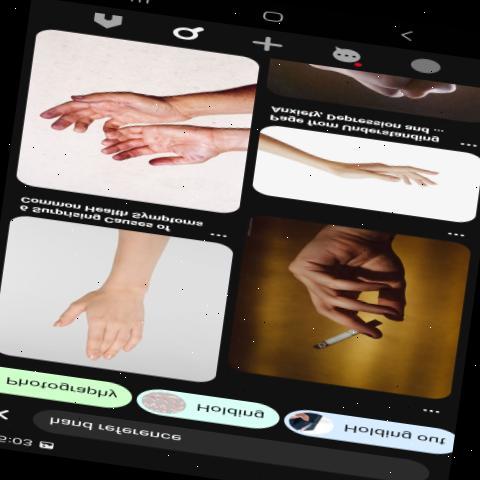 5:03
hand reference
Photography
Holding
Holding out
6 Surprising Causes of
Common Health Symptoms
Page from Understanding
Anxiety, Depression and ...